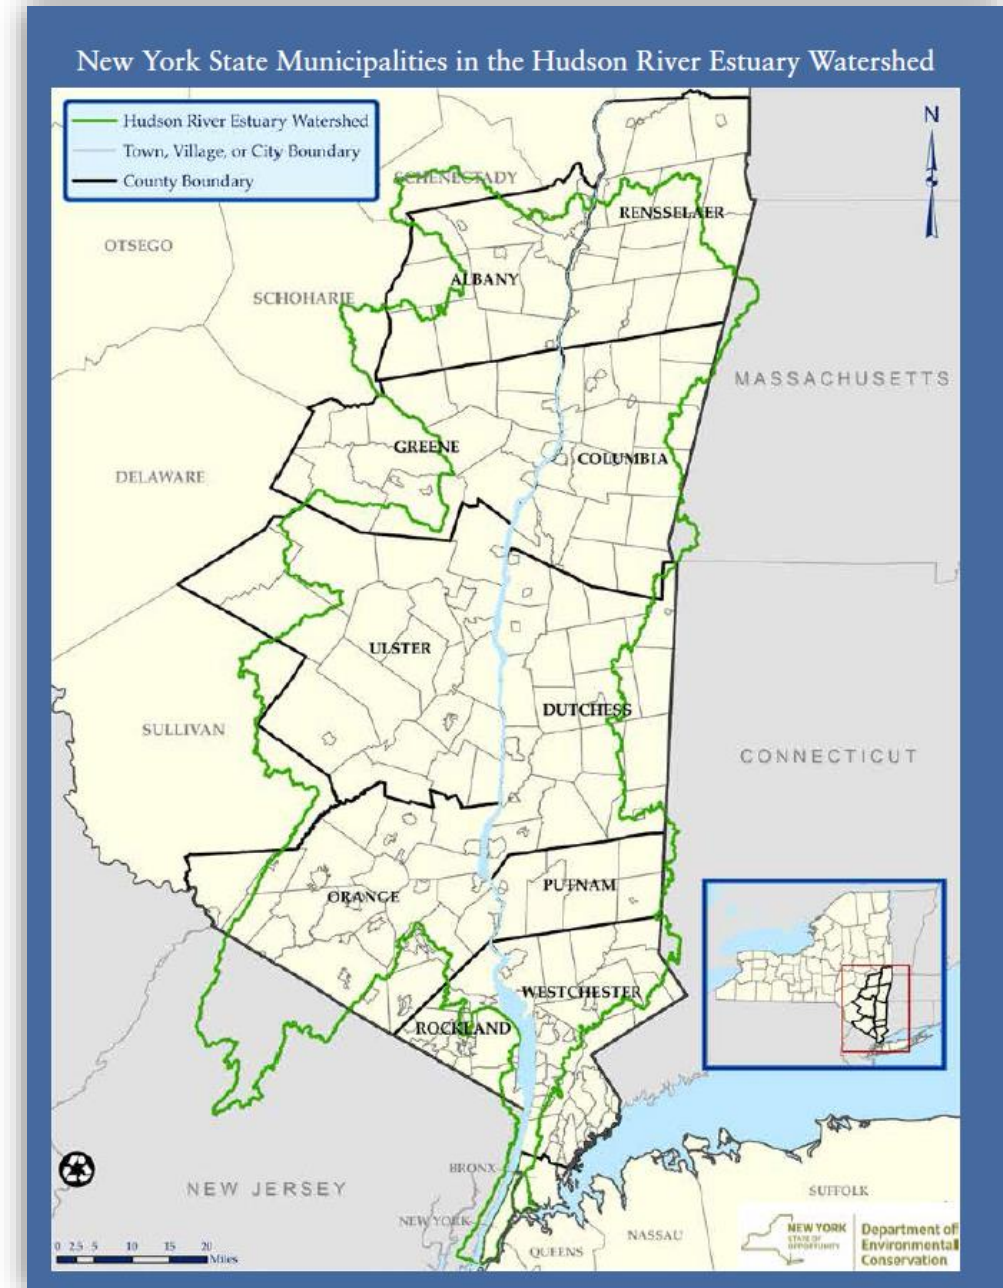 New York State Municipalities in the Hudson River Estuary Watershed
Hudson River Estuary Watershed
Town, Village, or City Boundary
County Boundary
N
SCHENECTADY
RENSSELAER
OTSEGO
ALBANY
SCHOHARIE
MASSACHUSETTS
GREENE
COLUMBIA
DELAWARE
ULSTER
DUTCHESS
SULLIVAN
CONNECTICUT
PUTNAM
ORANGE
WESTCHESTER
ROCKLAND
BRONX
NEW JERSEY
SUFFOLK
NEW YORK
NASSAU
QUEENS
0 2.5 5 10 15 20
Miles
NEW YORK
STATE OF
OPPORTUNITY
Department of
Environmental
Conservation